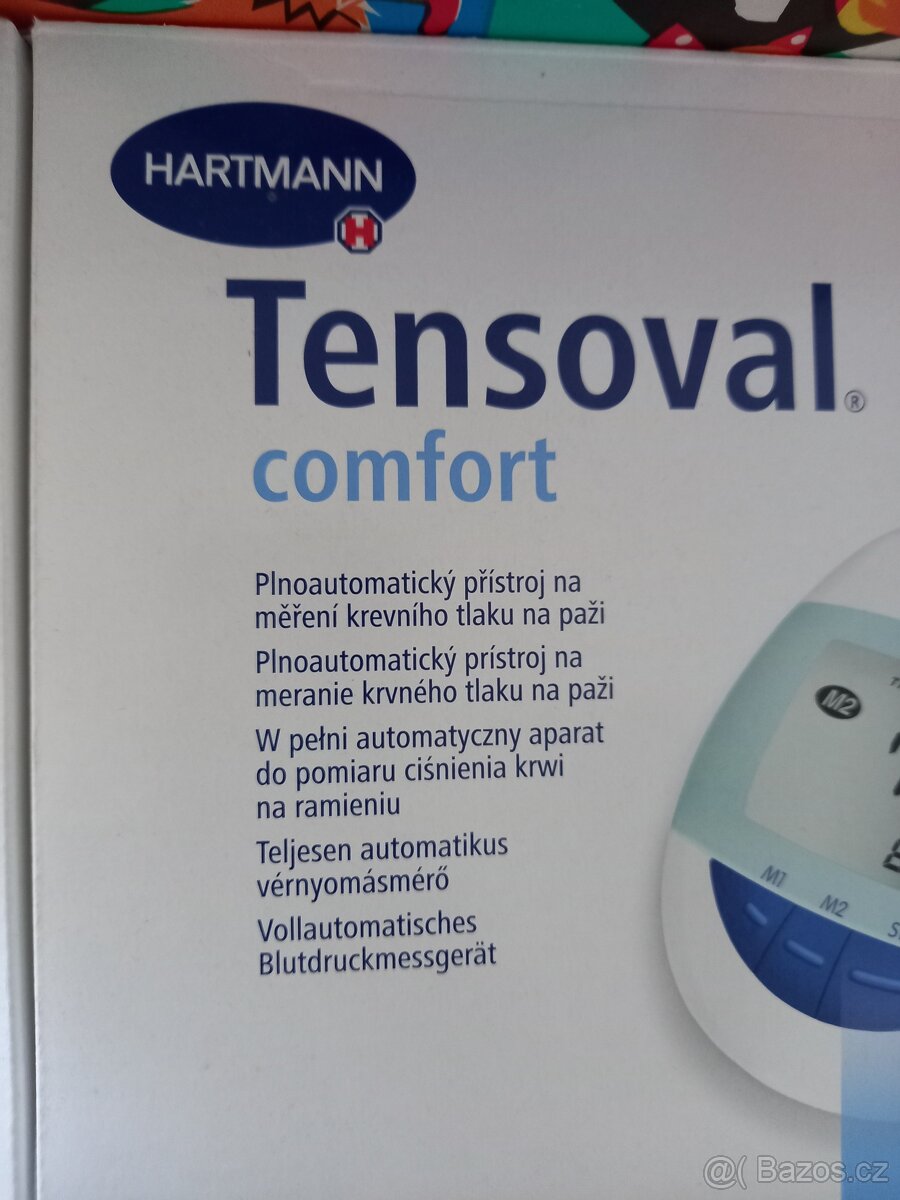 HARTMANN
H
Tensoval®
comfort
Plnoautomatický přístroj na
měření krevního tlaku na paži
Plnoautomatický prístroj na
meranie krvného tlaku na paži
W pełni automatyczny aparat
do pomiaru ciśnienia krwi
na ramieniu
Teljesen automatikus
vérnyomásmérő
Vollautomatisches
Blutdruckmessgerät
M2
M1
M2
@( Bazos.cz